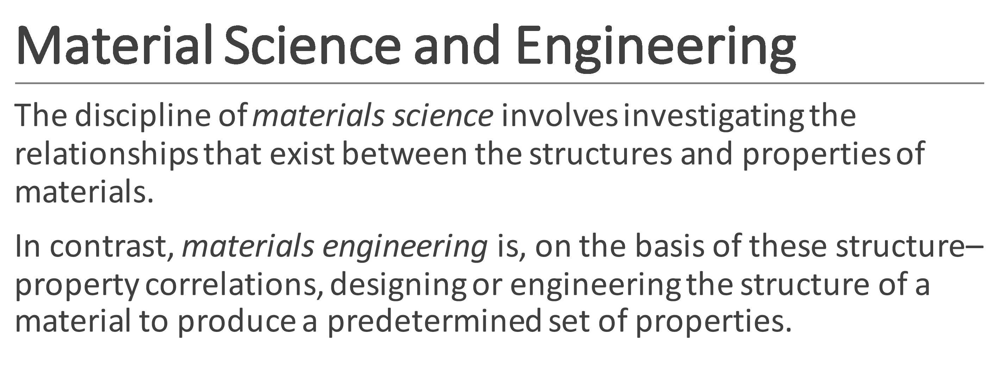 Material Science and Engineering
The discipline of materials science involves investigating the
relationships that exist between the structures and properties of
materials.
In contrast, materials engineering is, on the basis of these structure–
property correlations, designing or engineering the structure of a
material to produce a predetermined set of properties.